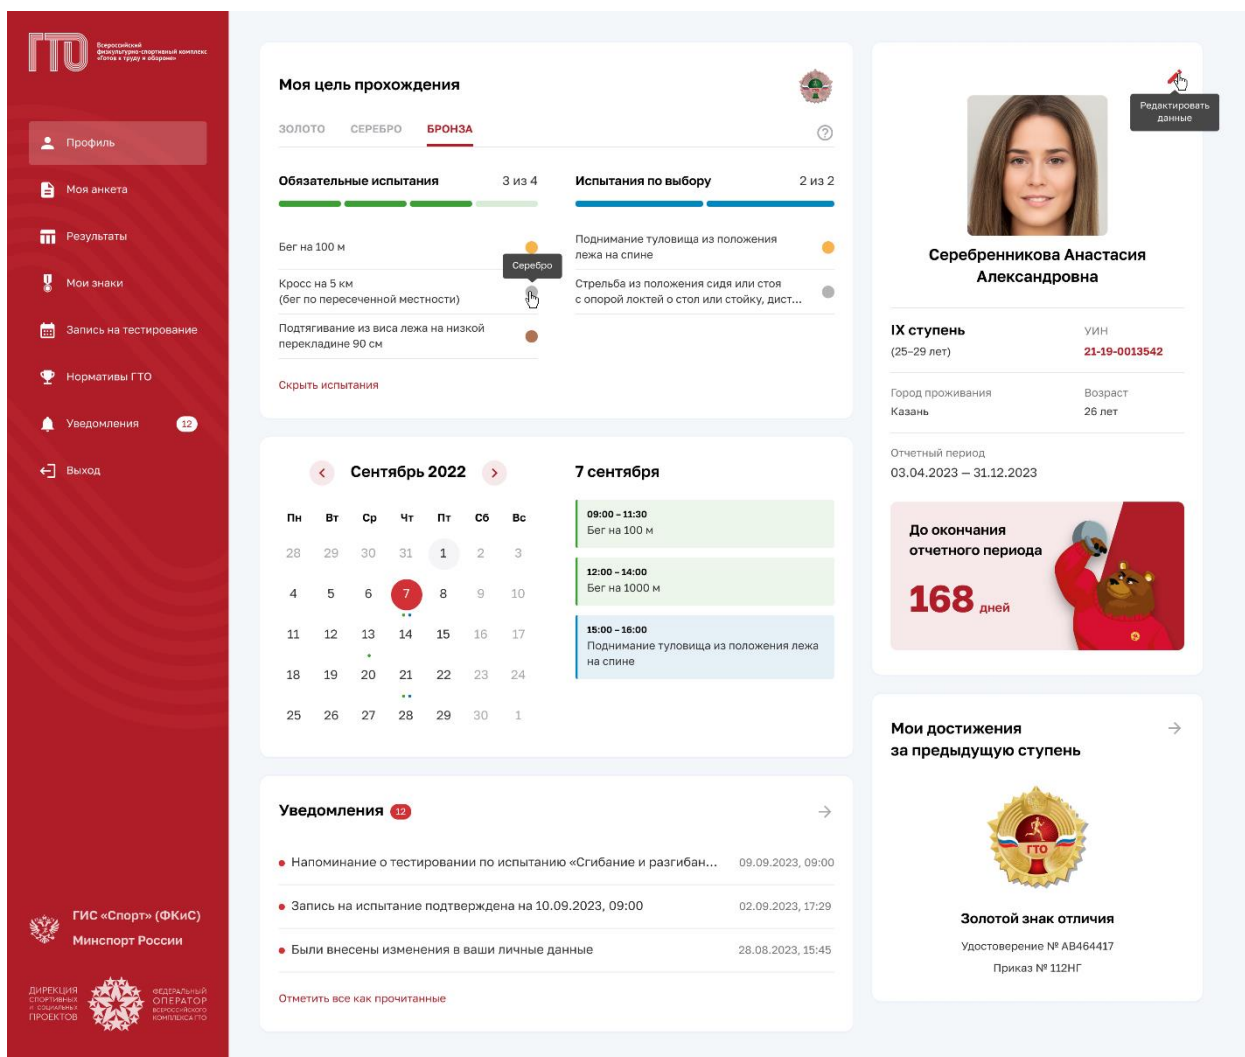 ГТО
Всероссийский
физкультурно-спортивный комплекс
«Готов к труду и обороне»
Профиль
Моя анкета
Результаты
Мои знаки
Запись на тестирование
Нормативы ГТО
Уведомления 12
Выход
ГИС «Спорт» (ФКиС)
Минспорт России
ДИРЕКЦИЯ
СПОРТИВНЫХ
И СОЦИАЛЬНЫХ
ПРОЕКТОВ
ФЕДЕРАЛЬНЫЙ
ОПЕРАТОР
ВСЕРОССИЙСКОГО
КОМПЛЕКСА ГТО
Моя цель прохождения
ЗОЛОТО СЕРЕБРО БРОНЗА
?
Обязательные испытания 3 из 4
Бег на 100 м
Серебро
Кросс на 5 км
(бег по пересеченной местности)
Подтягивание из виса лежа на низкой
перекладине 90 см
Скрыть испытания
Испытания по выбору 2 из 2
Поднимание туловища из положения
лежа на спине
Стрельба из положения сидя или стоя
с опорой локтей о стол или стойку, дист...
Сентябрь 2022
Пн Вт Ср Чт Пт Сб Вс
28 29 30 31 1 2 3
4 5 6 7 8 9 10
11 12 13 14 15 16 17
18 19 20 21 22 23 24
25 26 27 28 29 30 1
7 сентября
09:00 – 11:30
Бег на 100 м
12:00 – 14:00
Бег на 1000 м
15:00 – 16:00
Поднимание туловища из положения лежа
на спине
Уведомления 12
Напоминание о тестировании по испытанию «Сгибание и разгибан... 09.09.2023, 09:00
Запись на испытание подтверждена на 10.09.2023, 09:00 02.09.2023, 17:29
Были внесены изменения в ваши личные данные 28.08.2023, 15:45
Отметить все как прочитанные
Редактировать
данные
Серебренникова Анастасия
Александровна
IX ступень УИН
(25–29 лет) 21-19-0013542
Город проживания Возраст
Казань 26 лет
Отчетный период
03.04.2023 — 31.12.2023
До окончания
отчетного периода
168 дней
Мои достижения
за предыдущую ступень
ГТО
Золотой знак отличия
Удостоверение № АВ464417
Приказ № 112НГ